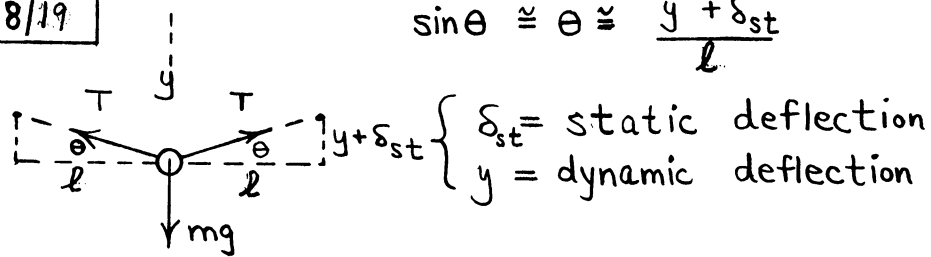 8/19
sinθ ≅ θ ≅ y + δst / l
y
T T
θ θ
l l
y+δst { δst = static deflection
y = dynamic deflection
mg